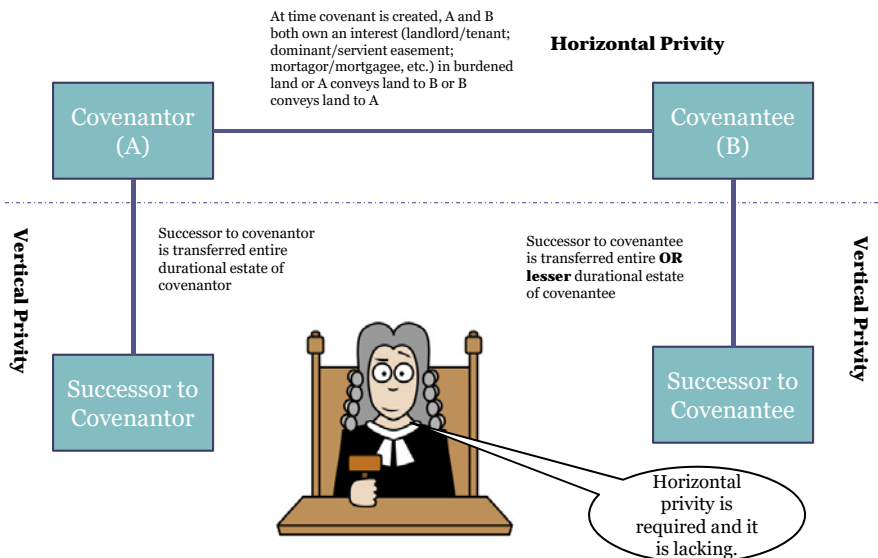 At time covenant is created, A and B
both own an interest (landlord/tenant;
dominant/servient easement;
mortagor/mortgagee, etc.) in burdened
land or A conveys land to B or B
conveys land to A
Horizontal Privity
Covenantor
(A)
Covenantee
(B)
Vertical Privity
Successor to covenantor
is transferred entire
durational estate of
covenantor
Successor to covenantee
is transferred entire OR
lesser durational estate
of covenantee
Vertical Privity
Successor to
Covenantor
Successor to
Covenantee
Horizontal
privity is
required and it
is lacking.